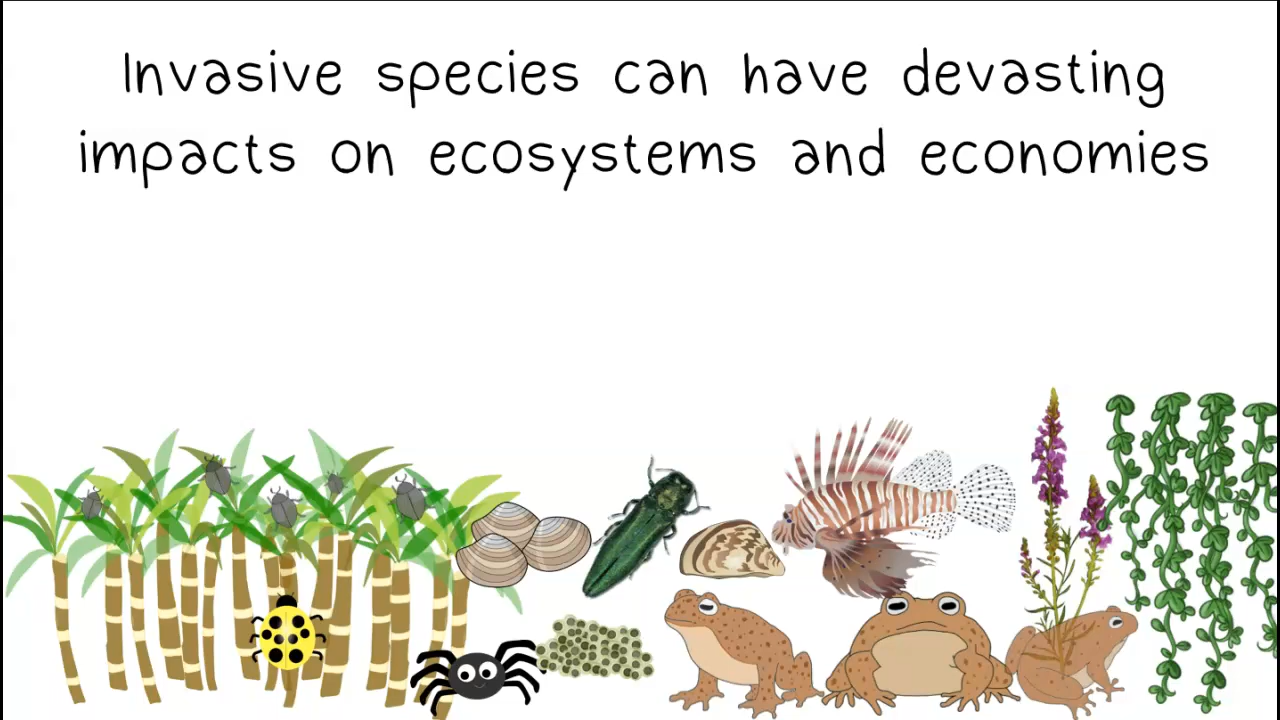 Invasive species can have devasting
impacts on ecosystems and economies